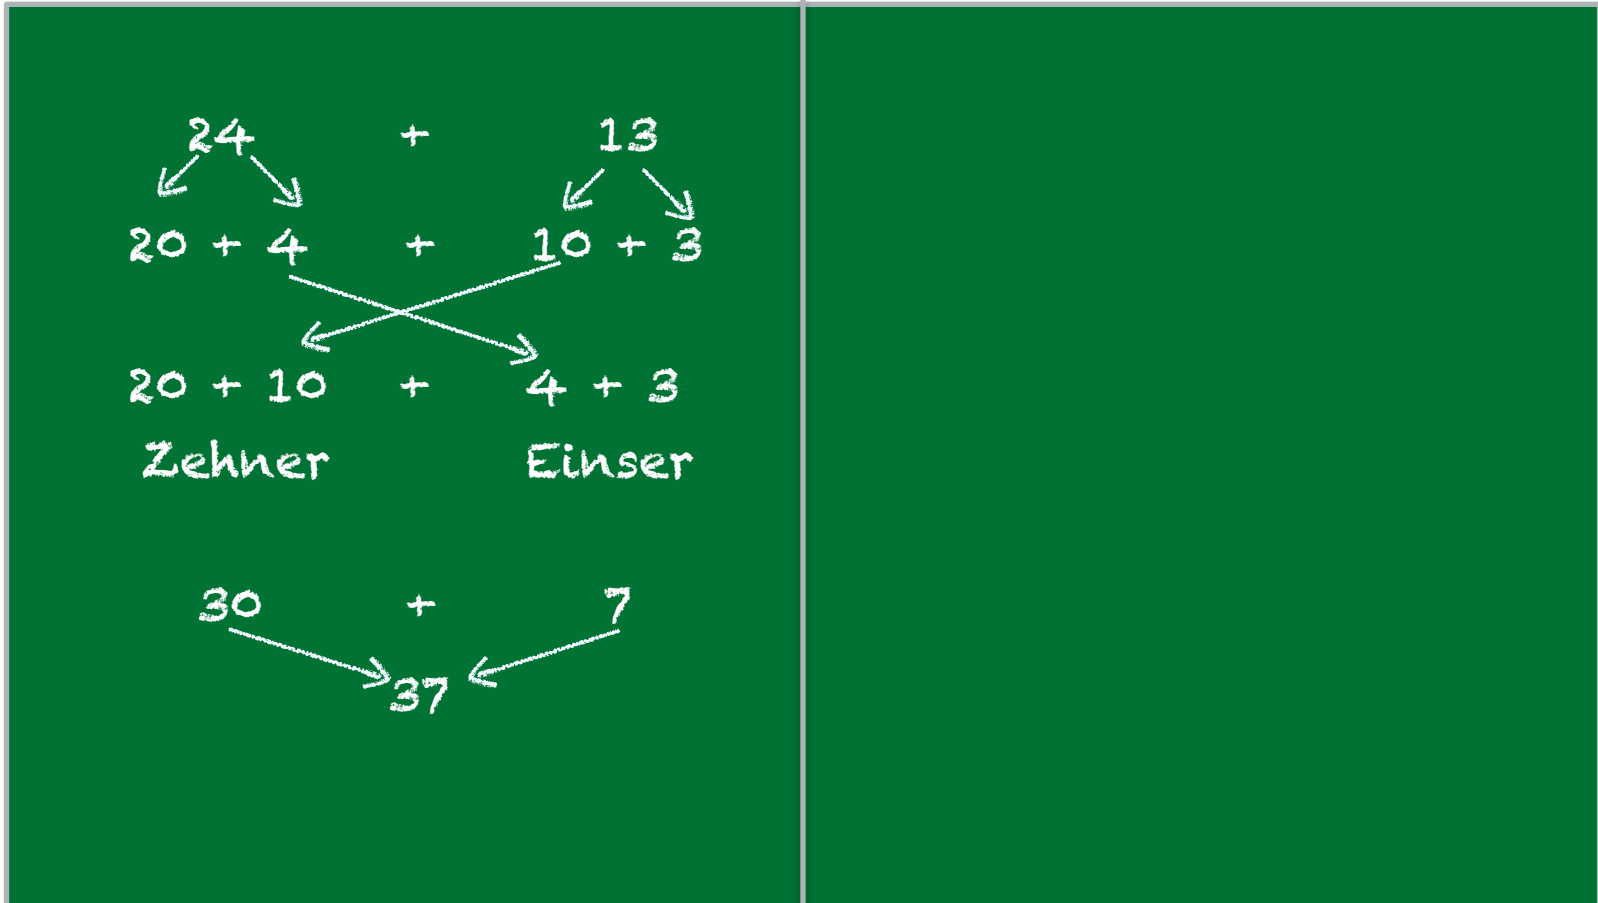 24 + 13
20 + 4 + 10 + 3
20 + 10 + 4 + 3
Zehner Einser
30 + 7
37